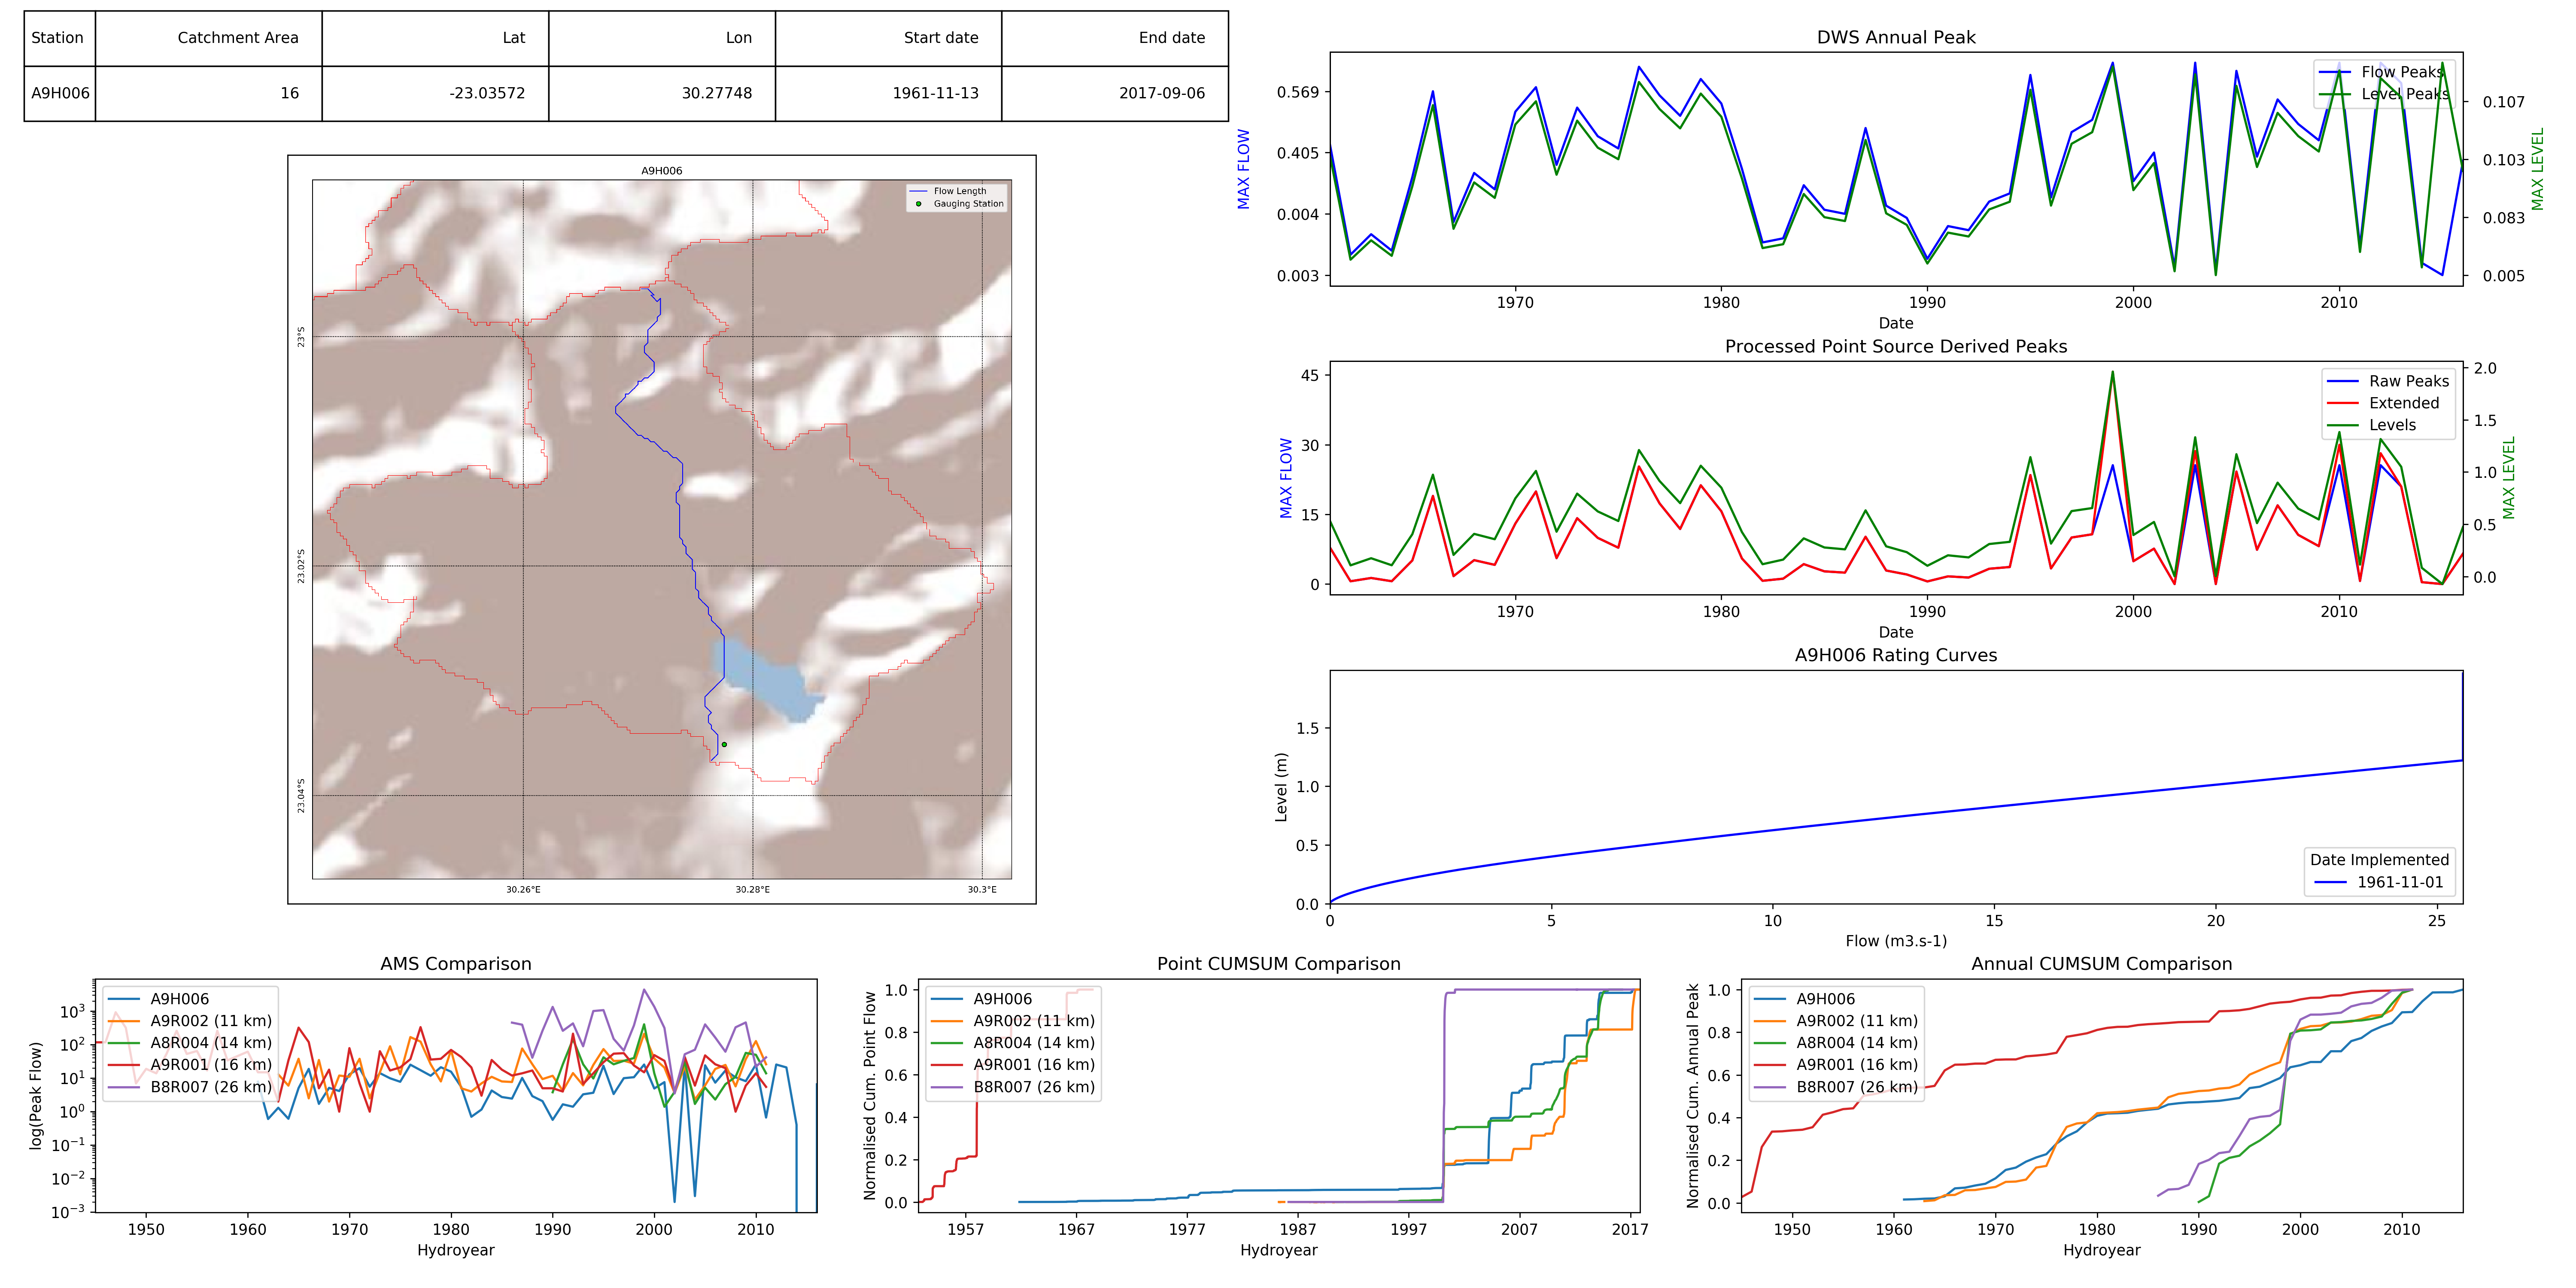 Station Catchment Area Lat Lon Start date End date
A9H006 16 -23.03572 30.27748 1961-11-13 2017-09-06
A9H006
Flow Length
Gauging Station
23°S
23.02°S
23.04°S
30.26°E 30.28°E 30.3°E
DWS Annual Peak
Flow Peaks
Level Peaks
MAX FLOW
0.569
0.405
0.004
0.003
0.107
0.103
0.083
0.005
MAX LEVEL
1970 1980 1990 2000 2010
Date
Processed Point Source Derived Peaks
Raw Peaks
Extended
Levels
MAX FLOW
45
30
15
0
2.0
1.5
1.0
0.5
0.0
MAX LEVEL
1970 1980 1990 2000 2010
Date
A9H006 Rating Curves
Level (m)
1.5
1.0
0.5
0.0
Date Implemented
1961-11-01
0 5 10 15 20 25
Flow (m3.s-1)
AMS Comparison
A9H006
A9R002 (11 km)
A8R004 (14 km)
A9R001 (16 km)
B8R007 (26 km)
log(Peak Flow)
10³
10²
10¹
10⁰
10⁻¹
10⁻²
10⁻³
1950 1960 1970 1980 1990 2000 2010
Hydroyear
Point CUMSUM Comparison
A9H006
A9R002 (11 km)
A8R004 (14 km)
A9R001 (16 km)
B8R007 (26 km)
Normalised Cum. Point Flow
1.0
0.8
0.6
0.4
0.2
0.0
1957 1967 1977 1987 1997 2007 2017
Hydroyear
Annual CUMSUM Comparison
A9H006
A9R002 (11 km)
A8R004 (14 km)
A9R001 (16 km)
B8R007 (26 km)
Normalised Cum. Annual Peak
1.0
0.8
0.6
0.4
0.2
0.0
1950 1960 1970 1980 1990 2000 2010
Hydroyear